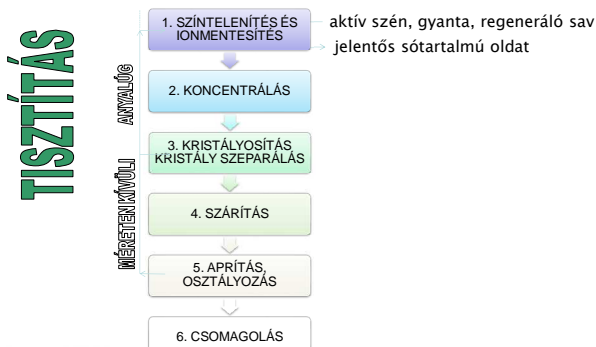 TISZTÍTÁS
1. SZÍNTELENÍTÉS ÉS
IONMENTESÍTÉS
aktív szén, gyanta, regeneráló sav
jelentős sótartalmú oldat
ANYALÚG
2. KONCENTRÁLÁS
3. KRISTÁLYOSÍTÁS
KRISTÁLY SZEPARÁLÁS
MÉRETEN KÍVÜLI
4. SZÁRÍTÁS
5. APRÍTÁS,
OSZTÁLYOZÁS
6. CSOMAGOLÁS